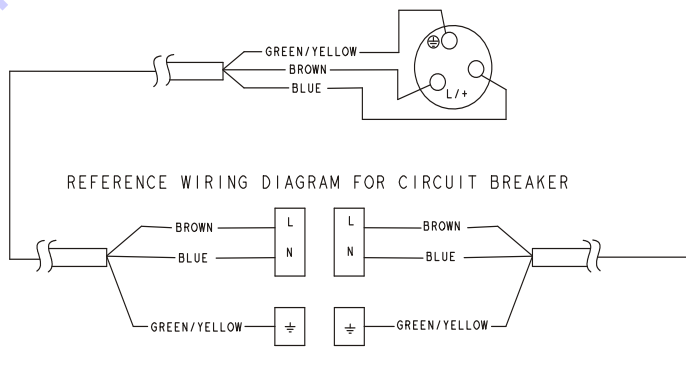 GREEN/YELLOW
BROWN
BLUE
L/+
REFERENCE WIRING DIAGRAM FOR CIRCUIT BREAKER
BROWN L L BROWN
BLUE N N BLUE
GREEN/YELLOW GREEN/YELLOW